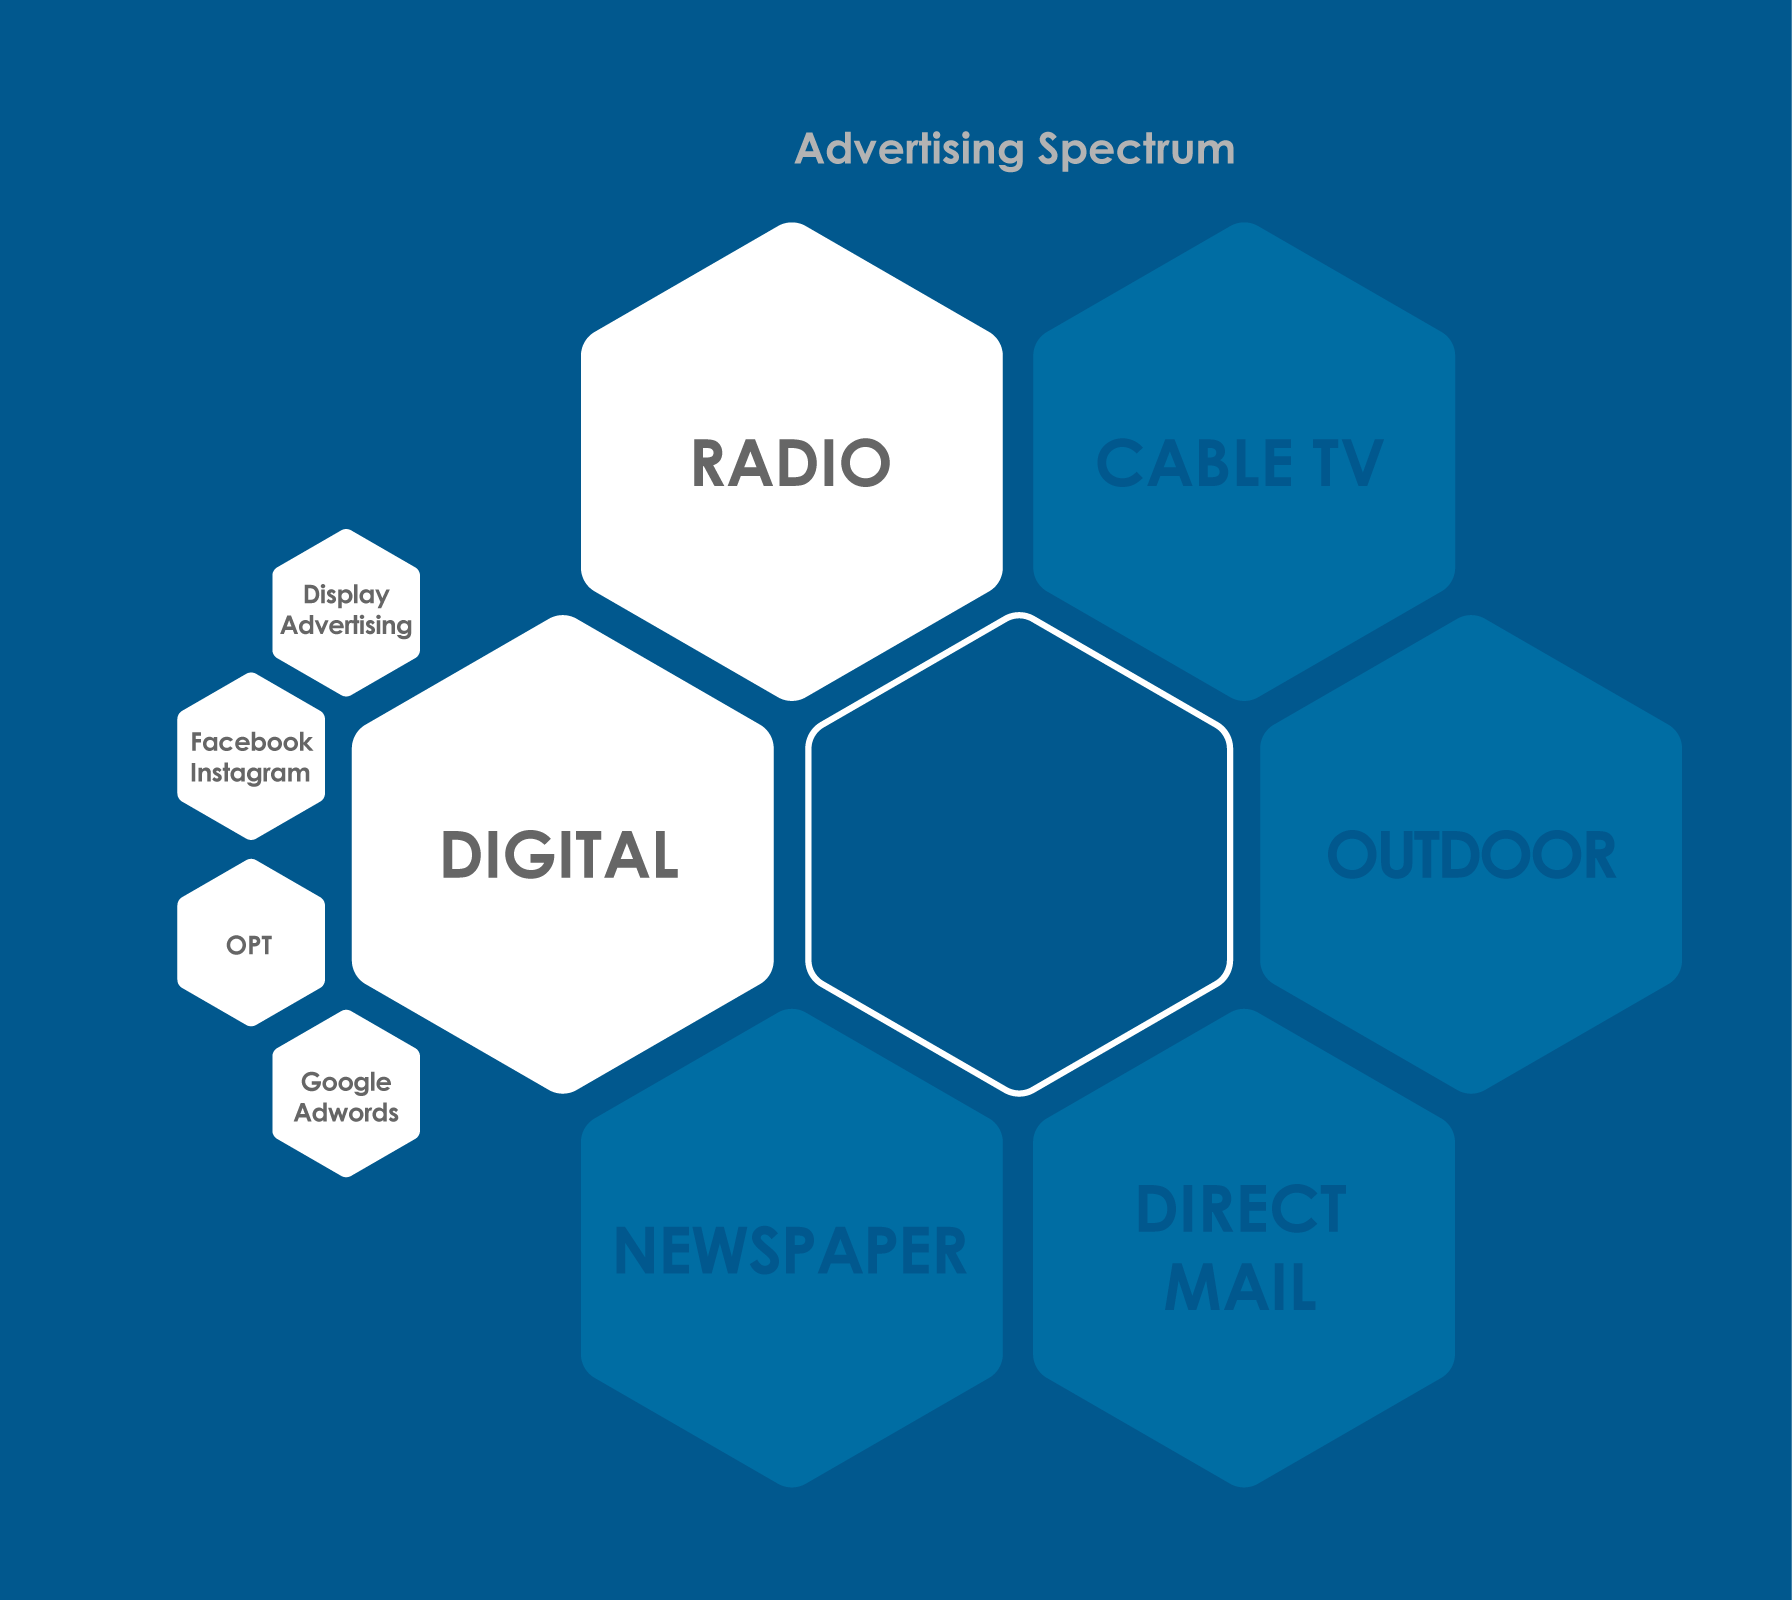 Advertising Spectrum
RADIO
CABLE TV
Display
Advertising
Facebook
Instagram
DIGITAL
OUTDOOR
OPT
Google
Adwords
NEWSPAPER
DIRECT
MAIL